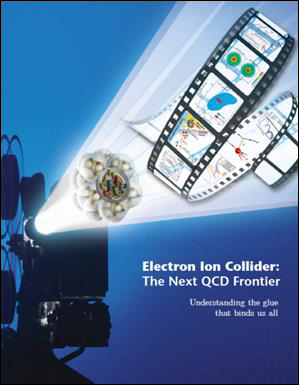 Electron Ion Collider:
The Next QCD Frontier
Understanding the glue
that binds us all